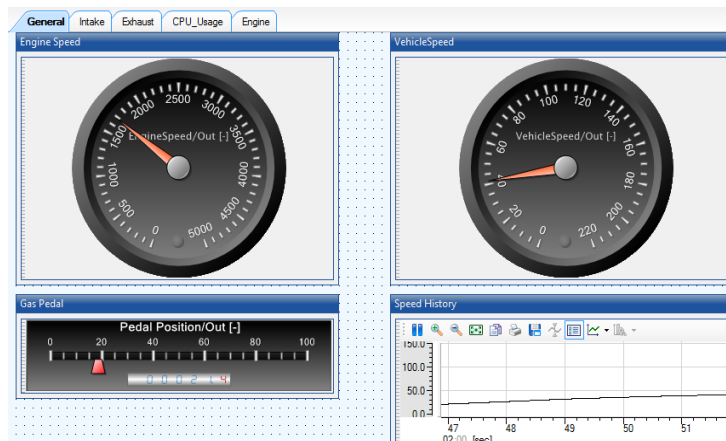 General Intake Exhaust CPU_Usage Engine
Engine Speed
2500
2000 3000
1500 3500
EngineSpeed/Out [-]
1000 4000
500 4500
0 5000
VehicleSpeed
100 120
80 140
VehicleSpeed/Out [-]
60 160
180
20 200
0 220
Gas Pedal
Pedal Position/Out [-]
0 20 40 60 80 100
000214
Speed History
150.0
100.0
50.0
0.0
47 48 49 50 51
02:00 [sec]